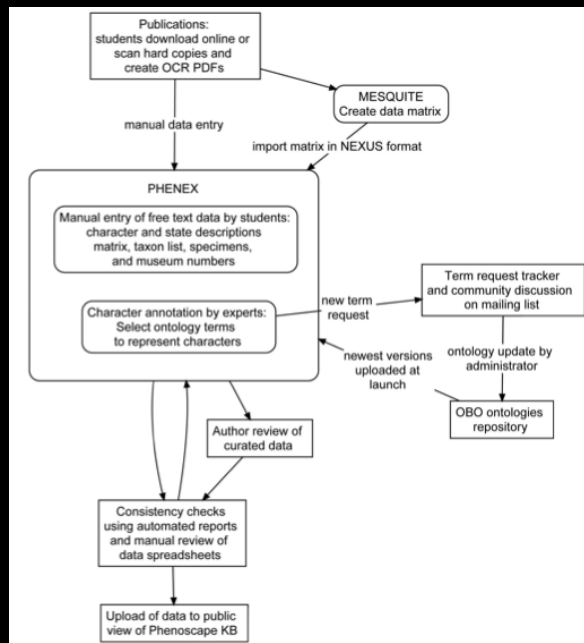 Publications:
students download online or
scan hard copies and
create OCR PDFs
MESQUITE
Create data matrix
manual data entry
import matrix in NEXUS format
PHENEX
Manual entry of free text data by students:
character and state descriptions
matrix, taxon list, specimens,
and museum numbers
Character annotation by experts:
Select ontology terms
to represent characters
new term
request
Term request tracker
and community discussion
on mailing list
newest versions
uploaded at
launch
ontology update by
administrator
OBO ontologies
repository
Author review of
curated data
Consistency checks
using automated reports
and manual review of
data spreadsheets
Upload of data to public
view of Phenoscape KB